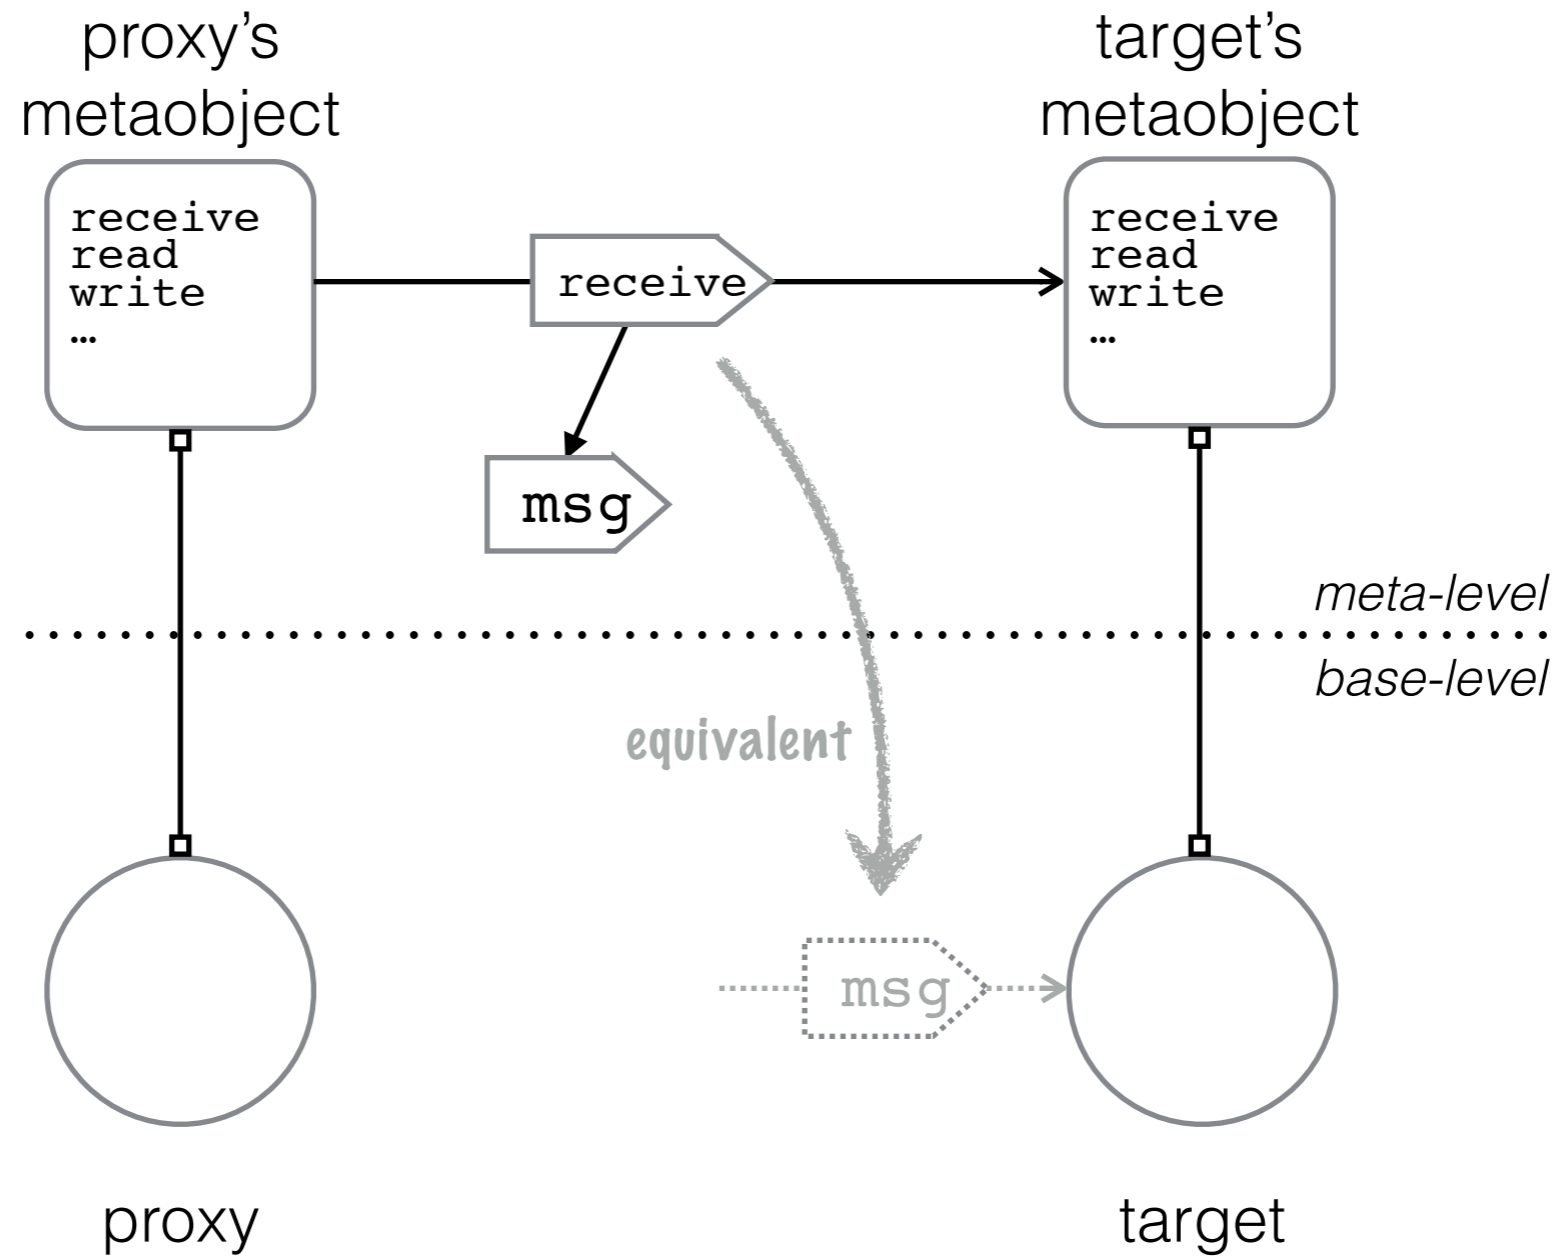 proxy’s
metaobject
target’s
metaobject
receive
read
write
...
receive
receive
read
write
...
msg
meta-level
base-level
equivalent
msg
proxy
target